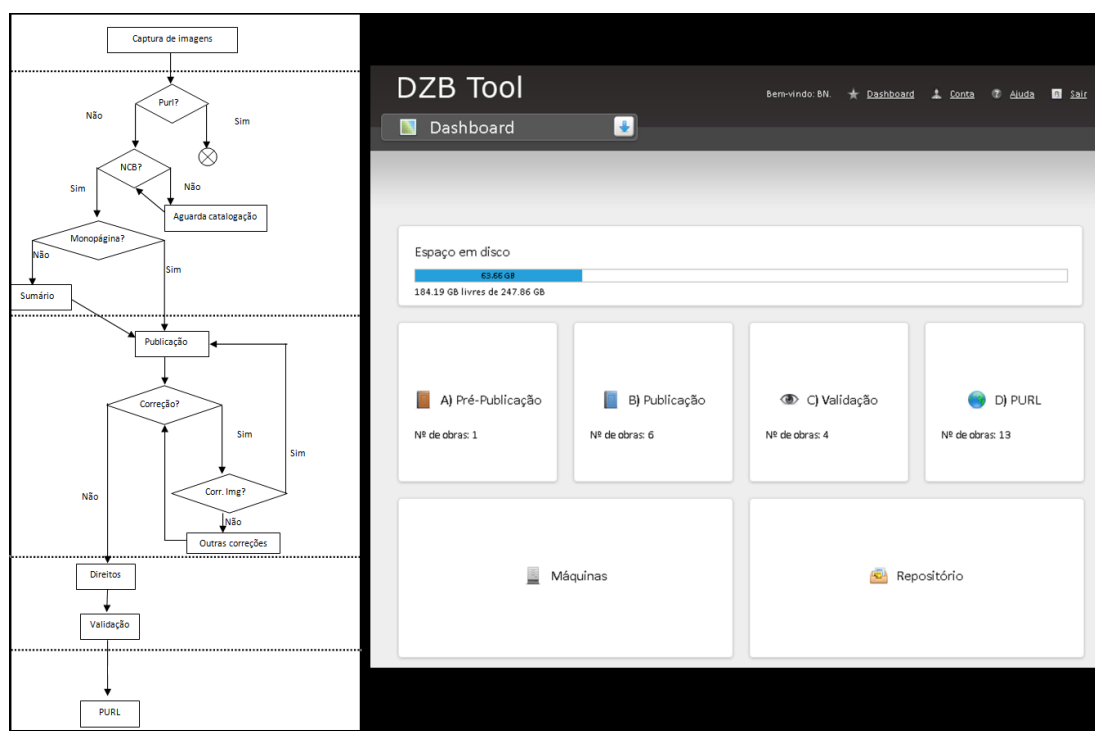 Captura de imagens
Purl?
Não
Sim
NCB?
Sim
Não
Aguarda catalogação
Monopágina?
Não
Sim
Sumário
Publicação
Correção?
Sim
Sim
Corr. Img?
Não
Não
Outras correções
Direitos
Validação
PURL
DZB Tool
Bem-vindo: BN. Dashboard Conta Ajuda Sair
Dashboard
Espaço em disco
63.66 GB
184.19 GB livres de 247.86 GB
A) Pré-Publicação
Nº de obras: 1
B) Publicação
Nº de obras: 6
C) Validação
Nº de obras: 4
D) PURL
Nº de obras: 13
Máquinas
Repositório